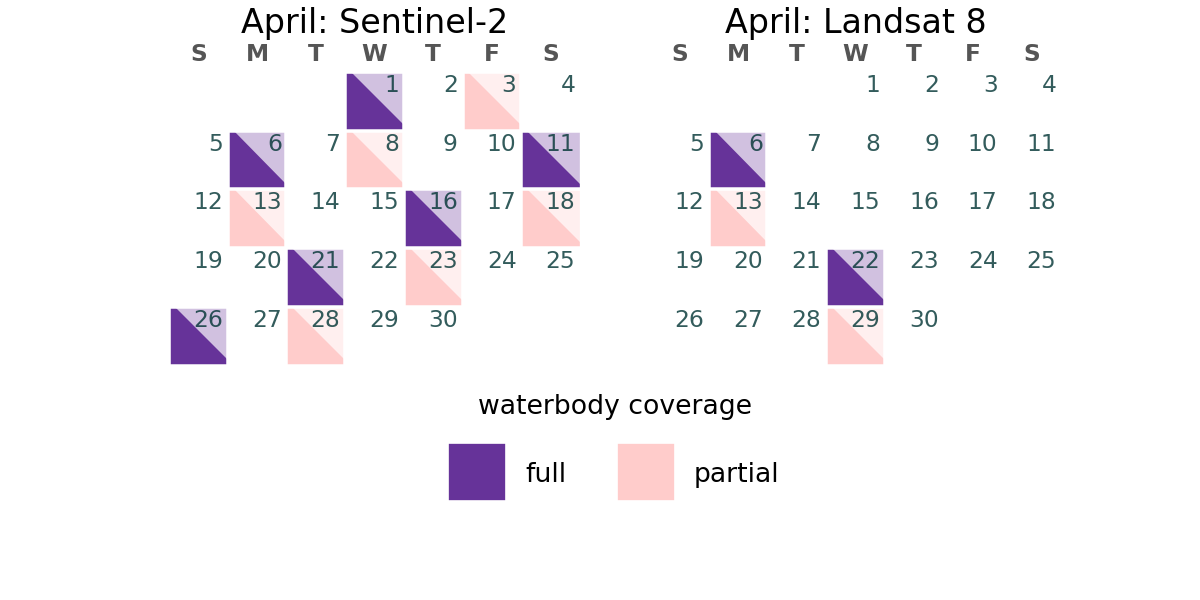 April: Sentinel-2
S M T W T F S
1 2 3 4
5 6 7 8 9 10 11
12 13 14 15 16 17 18
19 20 21 22 23 24 25
26 27 28 29 30
April: Landsat 8
S M T W T F S
1 2 3 4
5 6 7 8 9 10 11
12 13 14 15 16 17 18
19 20 21 22 23 24 25
26 27 28 29 30
waterbody coverage
full partial